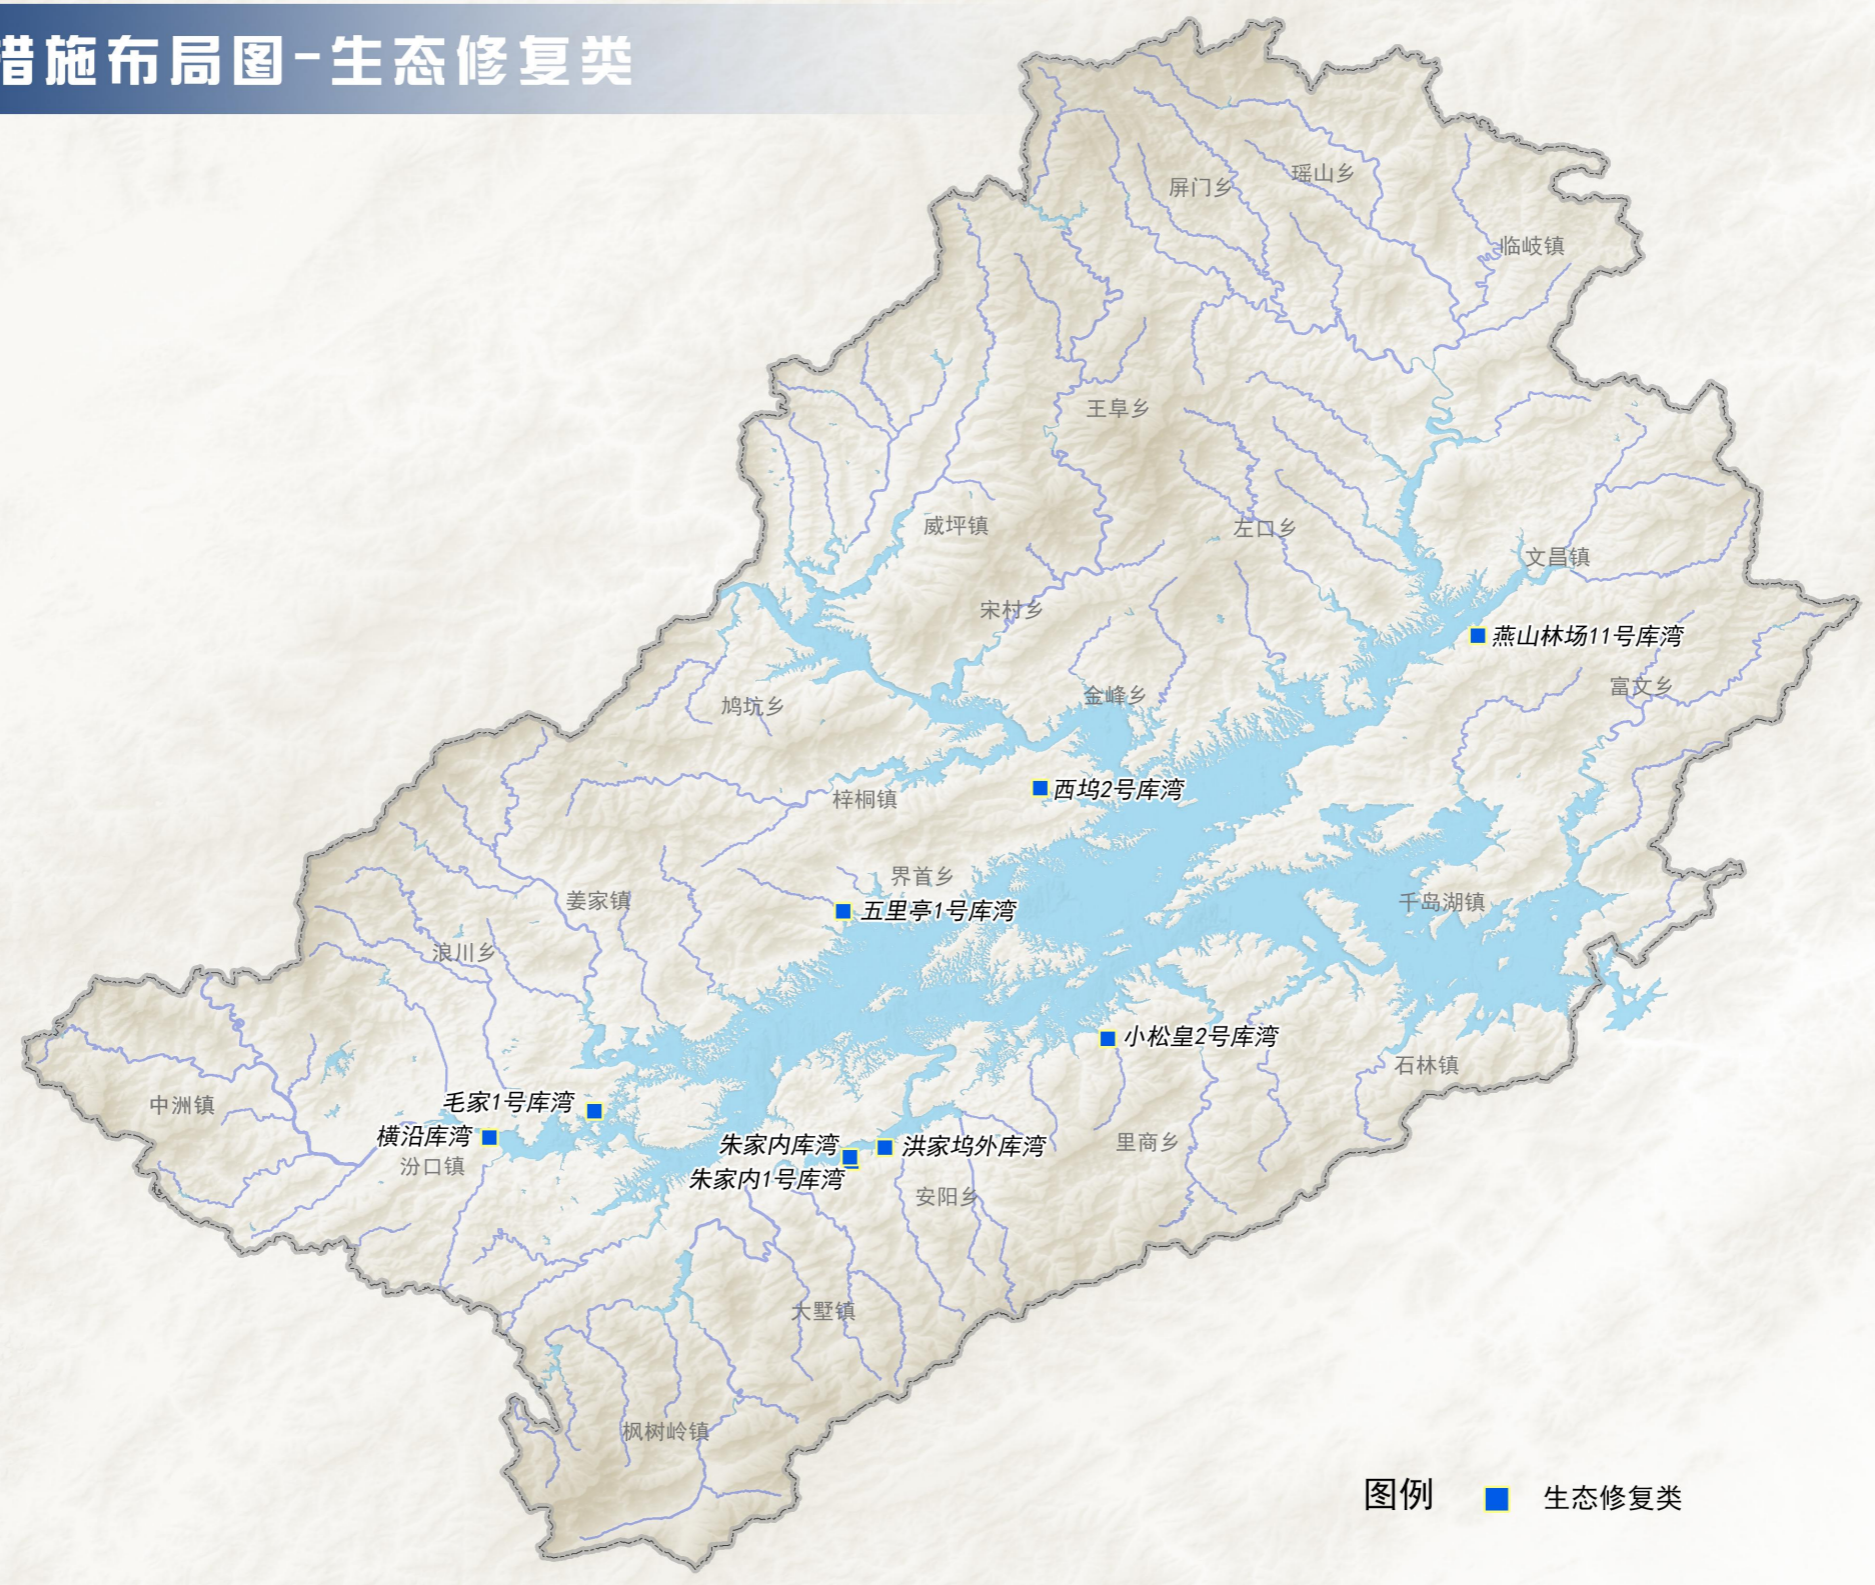 措施布局图-生态修复类
屏门乡
瑶山乡
临岐镇
王阜乡
威坪镇
左口乡
文昌镇
宋村乡
燕山林场11号库湾
富文乡
金峰乡
鸠坑乡
西坞2号库湾
梓桐镇
界首乡
姜家镇
千岛湖镇
五里亭1号库湾
浪川乡
小松皇2号库湾
石林镇
中洲镇
毛家1号库湾
横沿库湾
汾口镇
朱家内库湾
洪家坞外库湾
里商乡
朱家内1号库湾
安阳乡
大墅镇
枫树岭镇
图例
生态修复类